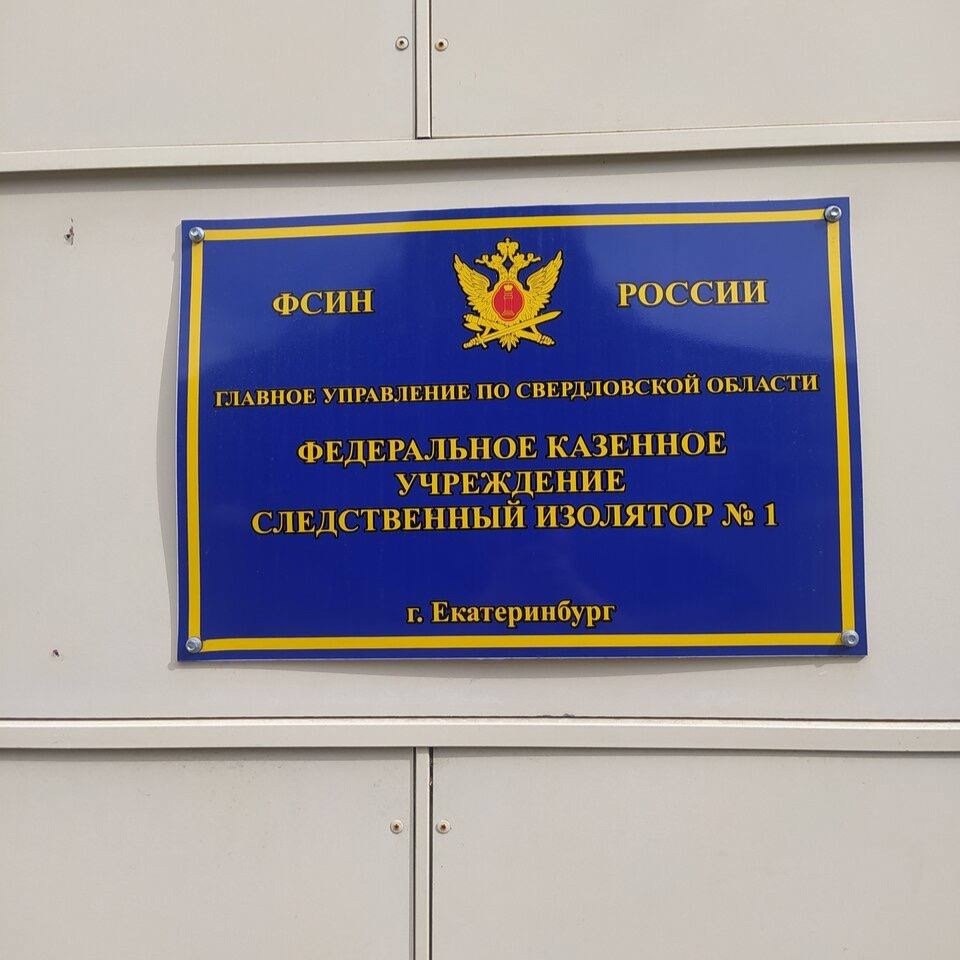 ФСИН РОССИИ
ГЛАВНОЕ УПРАВЛЕНИЕ ПО СВЕРДЛОВСКОЙ ОБЛАСТИ
ФЕДЕРАЛЬНОЕ КАЗЕННОЕ
УЧРЕЖДЕНИЕ
СЛЕДСТВЕННЫЙ ИЗОЛЯТОР № 1
г. Екатеринбург